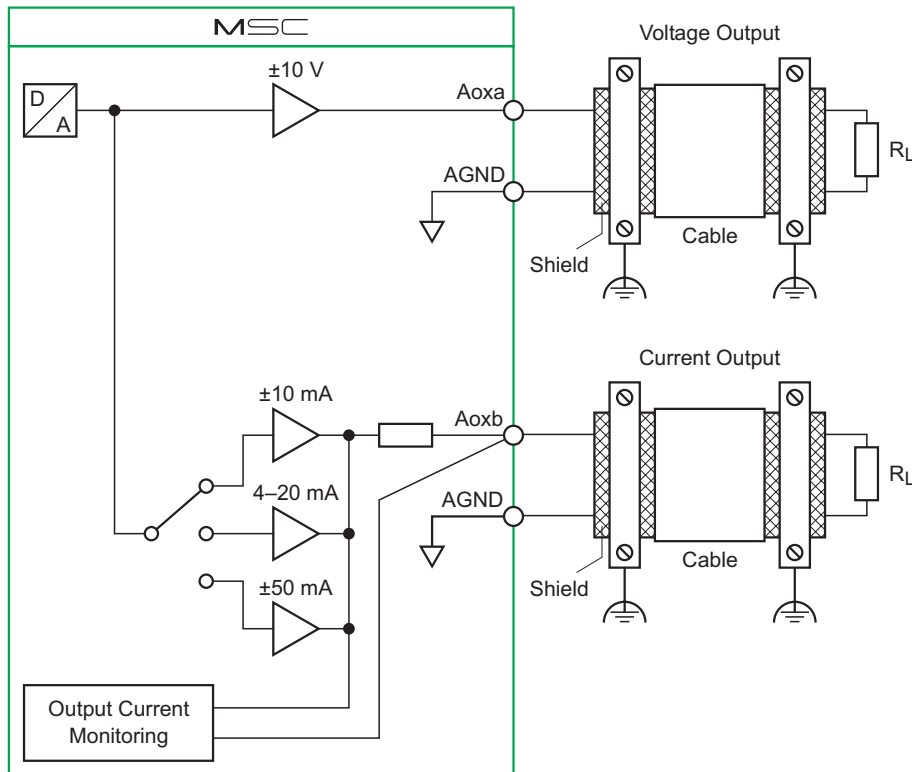 MSC
Voltage Output
±10 V
D
A
Aoxa
AGND
RL
Cable
Shield
Current Output
±10 mA
Aoxb
4–20 mA
AGND
RL
±50 mA
Cable
Shield
Output Current
Monitoring